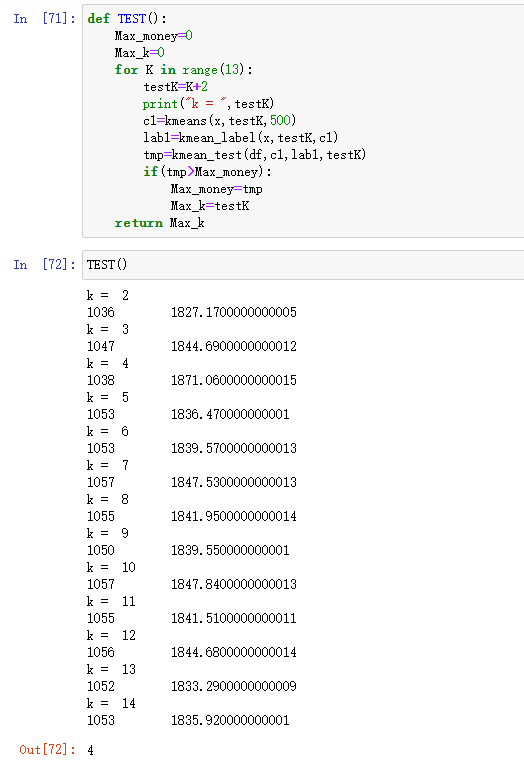 In [71]: def TEST():
    Max_money=0
    Max_k=0
    for K in range(13):
        testK=K+2
        print("k = ",testK)
        c1=kmeans(x,testK,500)
        lab1=kmean_label(x,testK,c1)
        tmp=kmean_test(df,c1,lab1,testK)
        if(tmp>Max_money):
            Max_money=tmp
            Max_k=testK
    return Max_k
In [72]: TEST()
k =  2
1036 1827.1700000000005
k =  3
1047 1844.6900000000012
k =  4
1038 1871.0600000000015
k =  5
1053 1836.470000000001
k =  6
1053 1839.5700000000013
k =  7
1057 1847.5300000000013
k =  8
1055 1841.9500000000014
k =  9
1050 1839.550000000001
k =  10
1057 1847.8400000000013
k =  11
1055 1841.5100000000011
k =  12
1056 1844.6800000000014
k =  13
1052 1833.2900000000009
k =  14
1053 1835.920000000001
Out[72]: 4